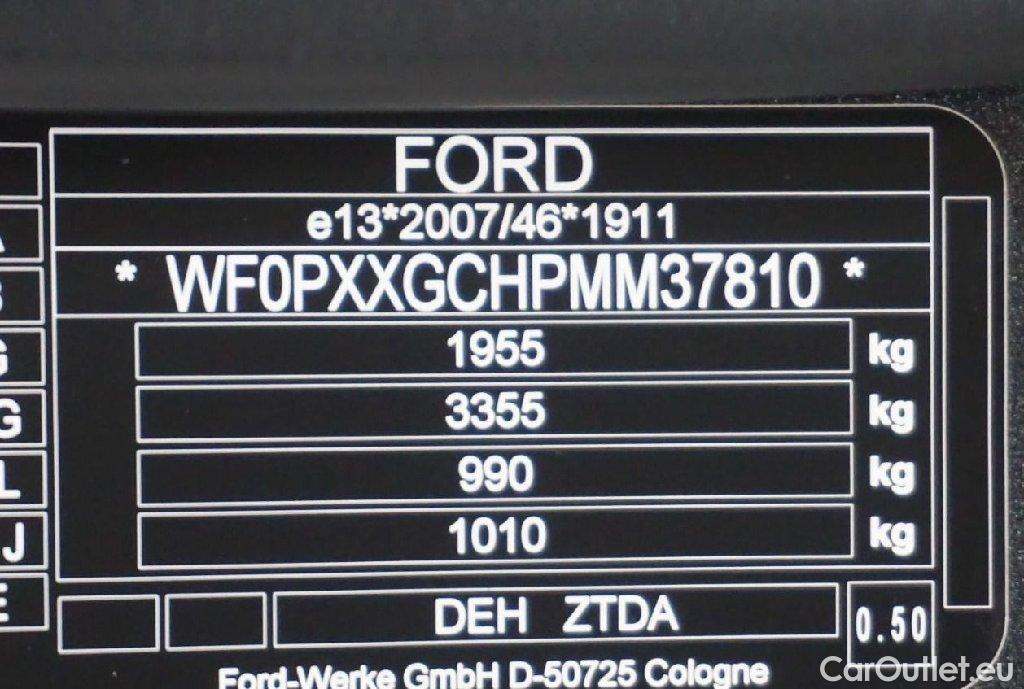 FORD
e13*2007/46*1911
* WF0PXXGCHPMM37810 *
1955 kg
G
3355 kg
G
990 kg
L
1010 kg
J
E
DEH ZTDA
0.50
Ford-Werke GmbH D-50725 Cologne
CarOutlet.eu